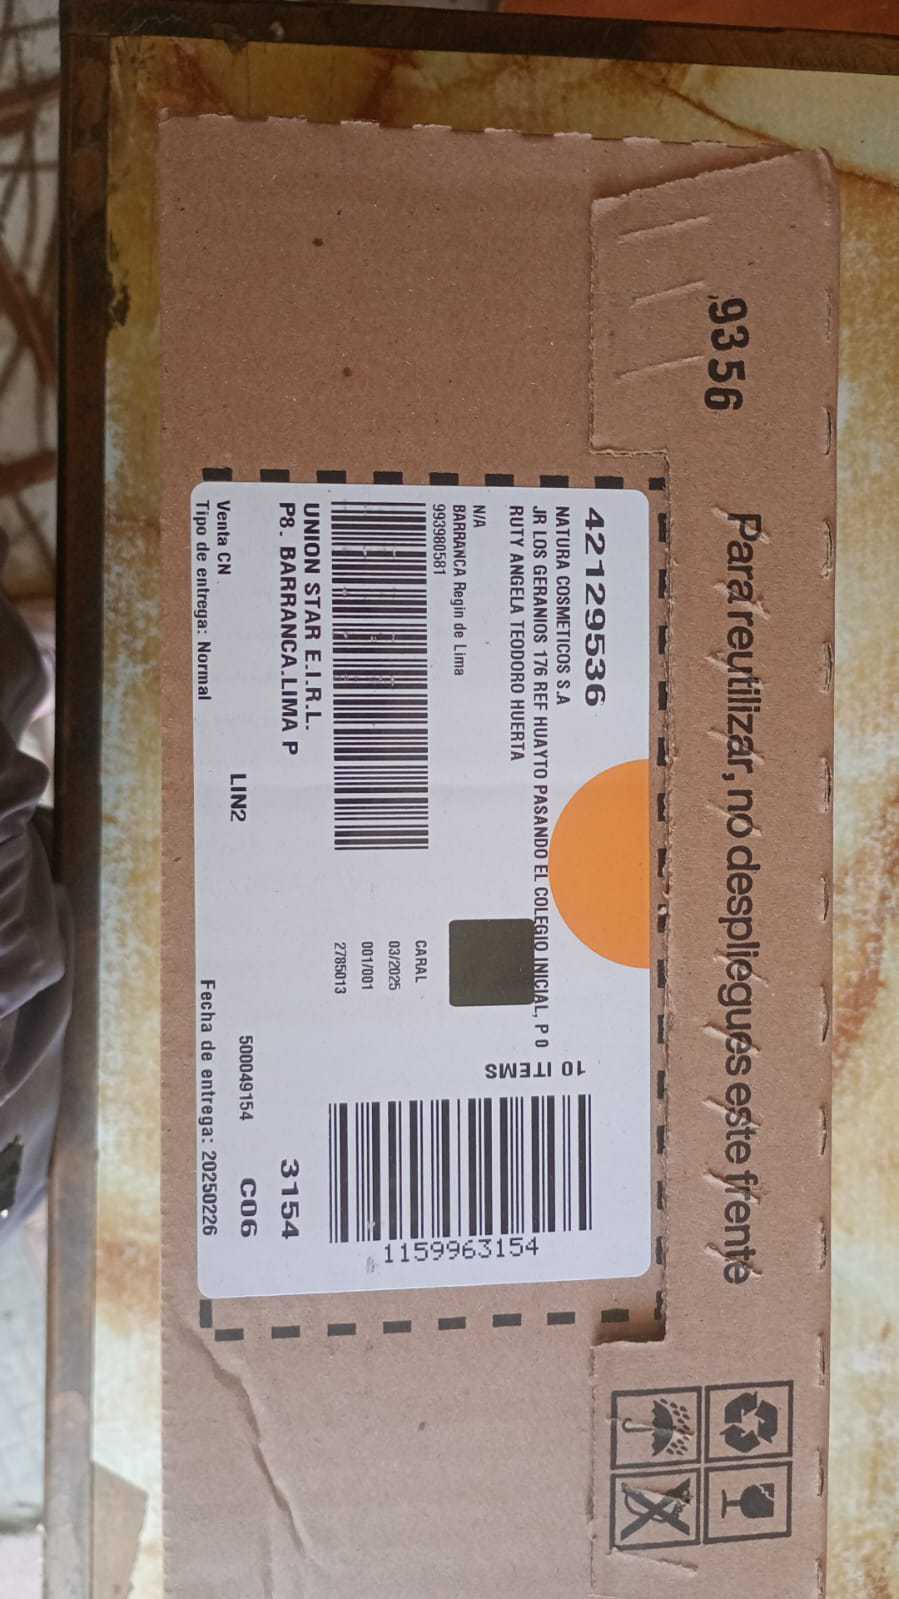 9356
Para reutilizar, no despliegues este frente
42129536
NATURA COSMETICOS S.A
JR LOS GERANIOS 176 REF HUAYTO PASANDO EL COLEGIO INICIAL, P 0
RUTY ANGELA TEODORO HUERTA
N/A
BARRANCA Regin de Lima
993980581
10 ITEMS
1159963154
CARAL
03/2025
001/001
2785013
UNION STAR E.I.R.L.
P8. BARRANCA.LIMA P
3154
Venta CN
LIN2
500049154
C06
Tipo de entrega: Normal
Fecha de entrega: 20250226